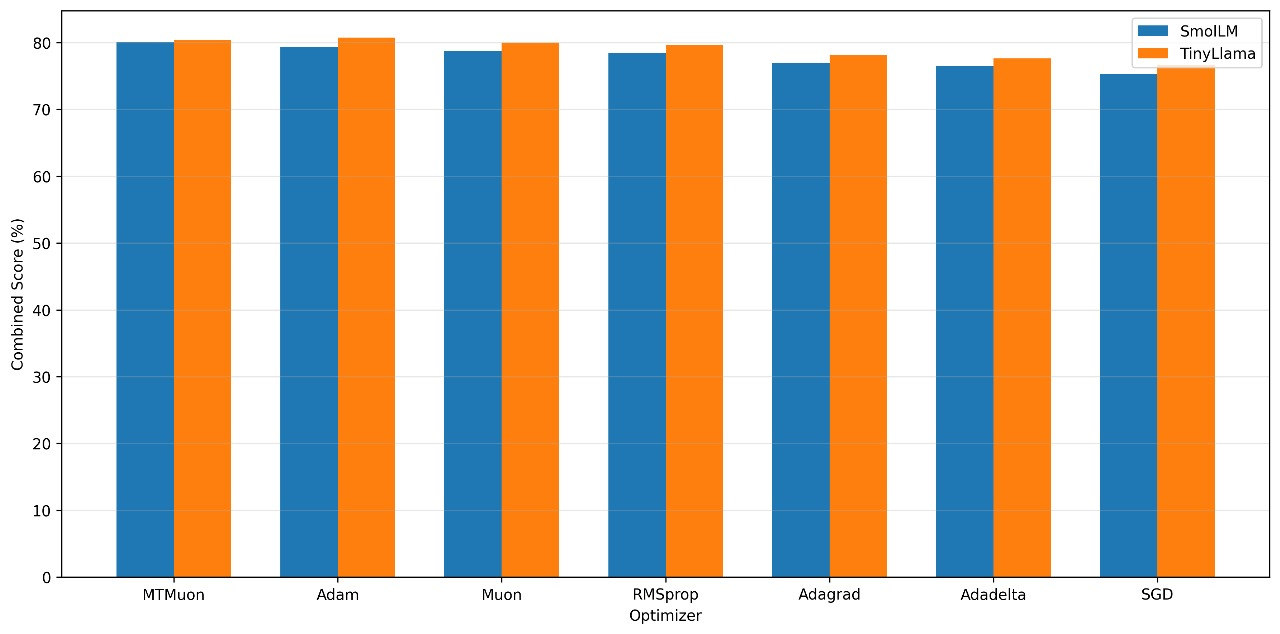 SmolLM
TinyLlama
Combined Score (%)
80
70
60
50
40
30
20
10
0
MTMuon Adam Muon RMSprop Adagrad Adadelta SGD
Optimizer